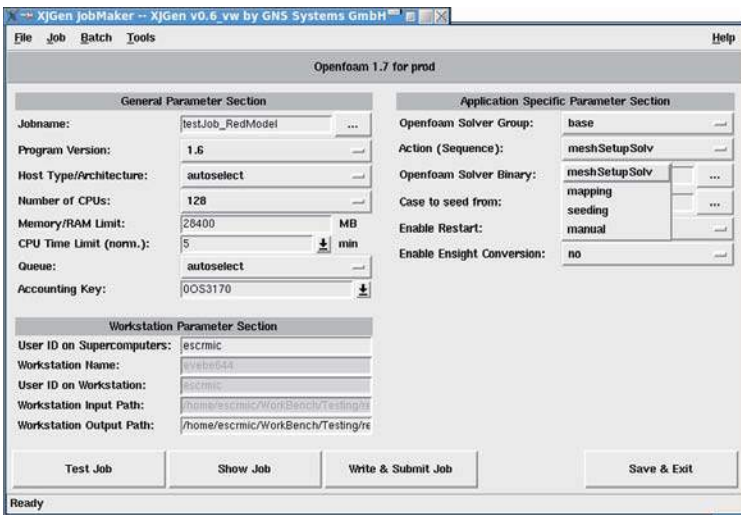 XJGen JobMaker -- XJGen v0.6_vw by GNS Systems GmbH
File Job Batch Tools Help
Openfoam 1.7 for prod
General Parameter Section
Jobname: testJob_RedModel ...
Program Version: 1.6
Host Type/Architecture: autoselect
Number of CPUs: 128
Memory/RAM Limit: 28400 MB
CPU Time Limit (norm.): 5 min
Queue: autoselect
Accounting Key: 0OS3170
Workstation Parameter Section
User ID on Supercomputers: escrmic
Workstation Name:
User ID on Workstation: escrmic
Workstation Input Path: /home/escrmic/WorkBench/Testing/re
Workstation Output Path: /home/escrmic/WorkBench/Testing/re
Application Specific Parameter Section
Openfoam Solver Group: base
Action (Sequence): meshSetupSolv
Openfoam Solver Binary: ...
Case to seed from: ...
Enable Restart:
Enable Ensight Conversion: no
meshSetupSolv
mapping
seeding
manual
Test Job Show Job Write & Submit Job Save & Exit
Ready